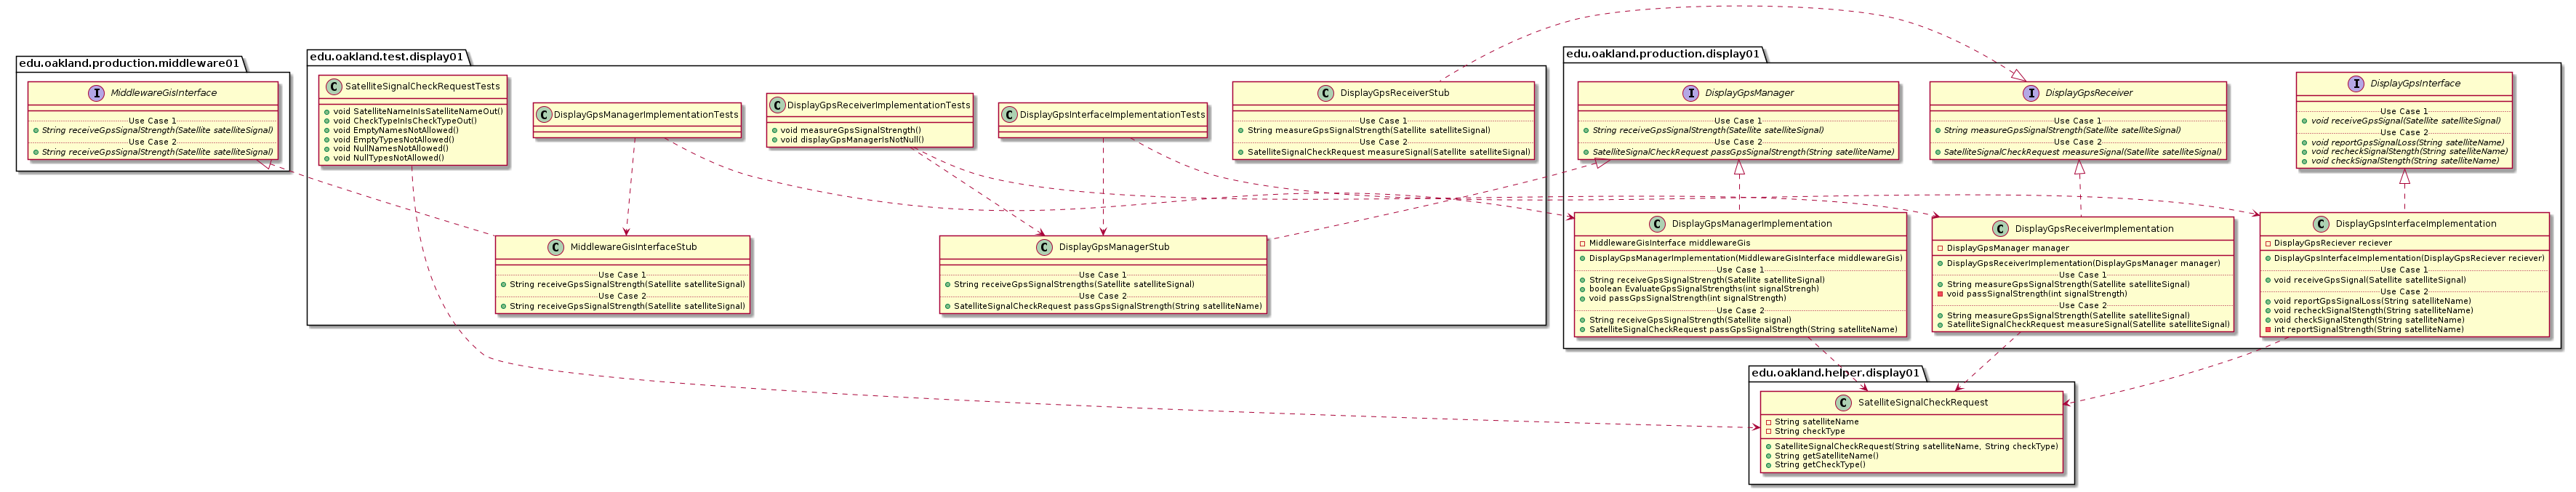 edu.oakland.production.middleware01
I MiddlewareGisInterface
Use Case 1
String receiveGpsSignalStrength(Satellite satelliteSignal)
Use Case 2
String receiveGpsSignalStrength(Satellite satelliteSignal)
edu.oakland.test.display01
C SatelliteSignalCheckRequestTests
void SatelliteNameInIsSatelliteNameOut()
void CheckTypeInIsCheckTypeOut()
void EmptyNamesNotAllowed()
void EmptyTypesNotAllowed()
void NullNamesNotAllowed()
void NullTypesNotAllowed()
C DisplayGpsManagerImplementationTests
C DisplayGpsReceiverImplementationTests
void measureGpsSignalStrength()
void displayGpsManagerIsNotNull()
C DisplayGpsInterfaceImplementationTests
C DisplayGpsReceiverStub
Use Case 1
String measureGpsSignalStrength(Satellite satelliteSignal)
Use Case 2
SatelliteSignalCheckRequest measureSignal(Satellite satelliteSignal)
C MiddlewareGisInterfaceStub
Use Case 1
String receiveGpsSignalStrength(Satellite satelliteSignal)
Use Case 2
String receiveGpsSignalStrength(Satellite satelliteSignal)
C DisplayGpsManagerStub
Use Case 1
String receiveGpsSignalStrengths(Satellite satelliteSignal)
Use Case 2
SatelliteSignalCheckRequest passGpsSignalStrength(String satelliteName)
edu.oakland.production.display01
I DisplayGpsManager
Use Case 1
String receiveGpsSignalStrength(Satellite satelliteSignal)
Use Case 2
SatelliteSignalCheckRequest passGpsSignalStrength(String satelliteName)
I DisplayGpsReceiver
Use Case 1
String measureGpsSignalStrength(Satellite satelliteSignal)
Use Case 2
SatelliteSignalCheckRequest measureSignal(Satellite satelliteSignal)
I DisplayGpsInterface
Use Case 1
void receiveGpsSignal(Satellite satelliteSignal)
Use Case 2
void reportGpsSignalLoss(String satelliteName)
void recheckSignalStength(String satelliteName)
void checkSignalStength(String satelliteName)
C DisplayGpsManagerImplementation
MiddlewareGisInterface middlewareGis
DisplayGpsManagerImplementation(MiddlewareGisInterface middlewareGis)
Use Case 1
String receiveGpsSignalStrength(Satellite satelliteSignal)
boolean EvaluateGpsSignalStrengths(int signalStrengh)
void passGpsSignalStrength(int signalStrength)
Use Case 2
String receiveGpsSignalStrength(Satellite signal)
SatelliteSignalCheckRequest passGpsSignalStrength(String satelliteName)
C DisplayGpsReceiverImplementation
DisplayGpsManager manager
DisplayGpsReceiverImplementation(DisplayGpsManager manager)
Use Case 1
String measureGpsSignalStrength(Satellite satelliteSignal)
void passSignalStrength(int signalStrength)
Use Case 2
String measureGpsSignalStrength(Satellite satelliteSignal)
SatelliteSignalCheckRequest measureSignal(Satellite satelliteSignal)
C DisplayGpsInterfaceImplementation
DisplayGpsReciever reciever
DisplayGpsInterfaceImplementation(DisplayGpsReciever reciever)
Use Case 1
void receiveGpsSignal(Satellite satelliteSignal)
Use Case 2
void reportGpsSignalLoss(String satelliteName)
void recheckSignalStength(String satelliteName)
void checkSignalStength(String satelliteName)
int reportSignalStrength(String satelliteName)
edu.oakland.helper.display01
C SatelliteSignalCheckRequest
String satelliteName
String checkType
SatelliteSignalCheckRequest(String satelliteName, String checkType)
String getSatelliteName()
String getCheckType()